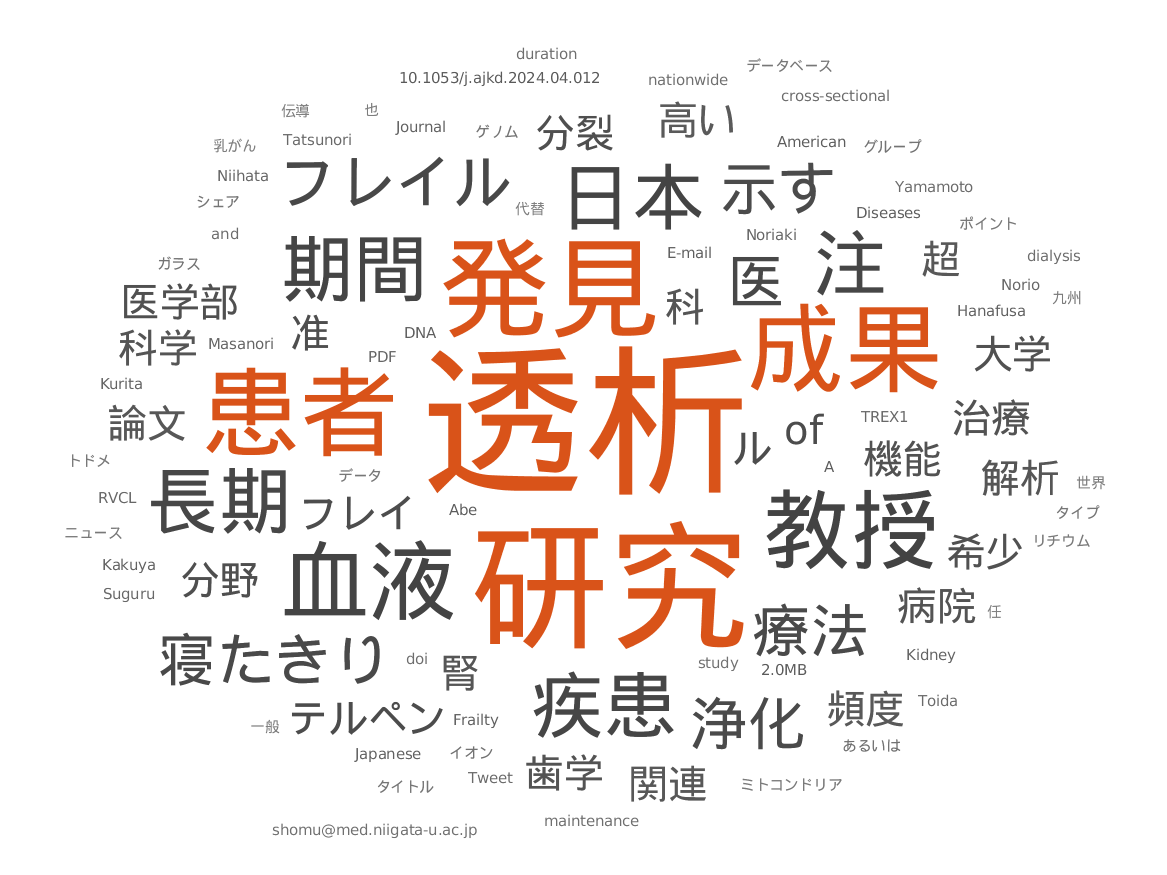 duration
データベース
10.1053/j.ajkd.2024.04.012
nationwide
cross-sectional
伝導
也
高い
Journal
ゲノム
分裂
乳がん
Tatsunori
American
グループ
Niihata
フレイル
日本
示す
Yamamoto
シェア
代替
Diseases
and
Noriaki
ポイント
ガラス
期間
発見
E-mail
医
注
超
dialysis
医学部
科
Norio
九州
科学
Masanori
准
DNA
成果
Hanafusa
PDF
大学
Kurita
患者
透析
論文
of
TREX1
治療
トドメ
ル
A
機能
RVCL
長期
データ
解析
世界
フレイ
Abe
タイプ
ニュース
教授
希少
リチウム
Kakuya
分野
血液
研究
Suguru
病院
任
寝たきり
doi
腎
study
療法
2.0MB
Kidney
一般
テルペン
Frailty
疾患
浄化
頻度
Toida
Japanese
イオン
あるいは
タイトル
Tweet
歯学
関連
ミトコンドリア
shomu@med.niigata-u.ac.jp
maintenance